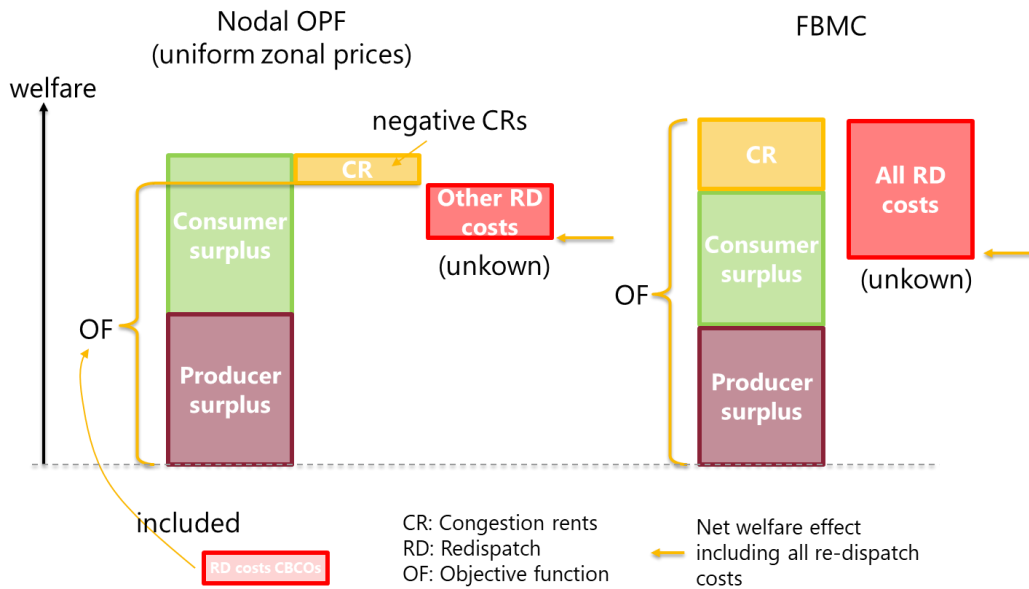 Nodal OPF
(uniform zonal prices)
FBMC
welfare
negative CRs
CR
Other RD
costs
(unkown)
Consumer
surplus
OF
Producer
surplus
CR
All RD
costs
(unkown)
Consumer
surplus
OF
Producer
surplus
included
RD costs CBCOs
CR: Congestion rents
RD: Redispatch
OF: Objective function
Net welfare effect
including all re-dispatch
costs